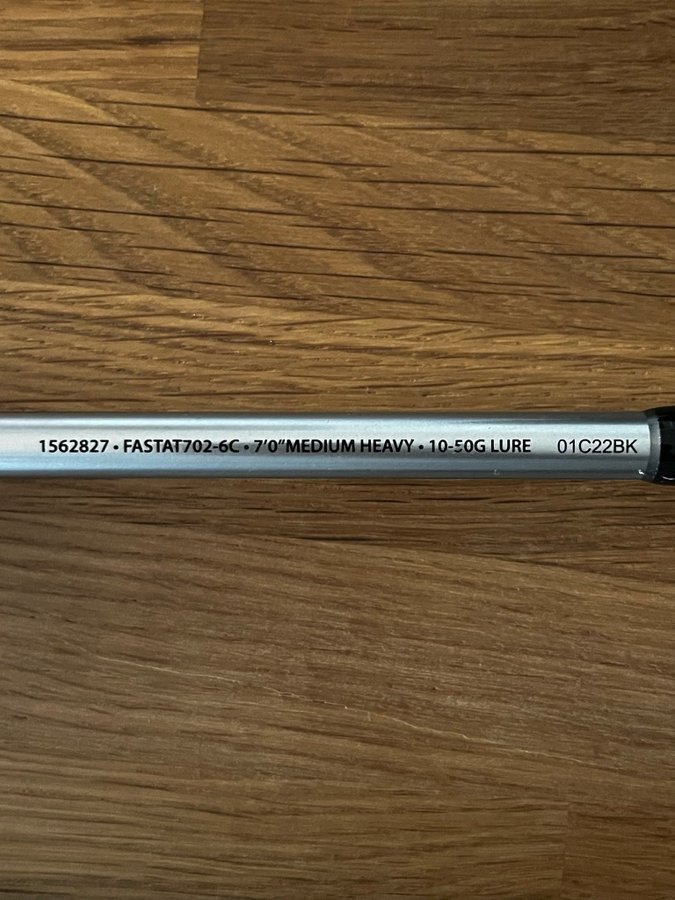 1562827 • FASTAT702-6C • 7'0"MEDIUM HEAVY • 10-50G LURE 01C22BK